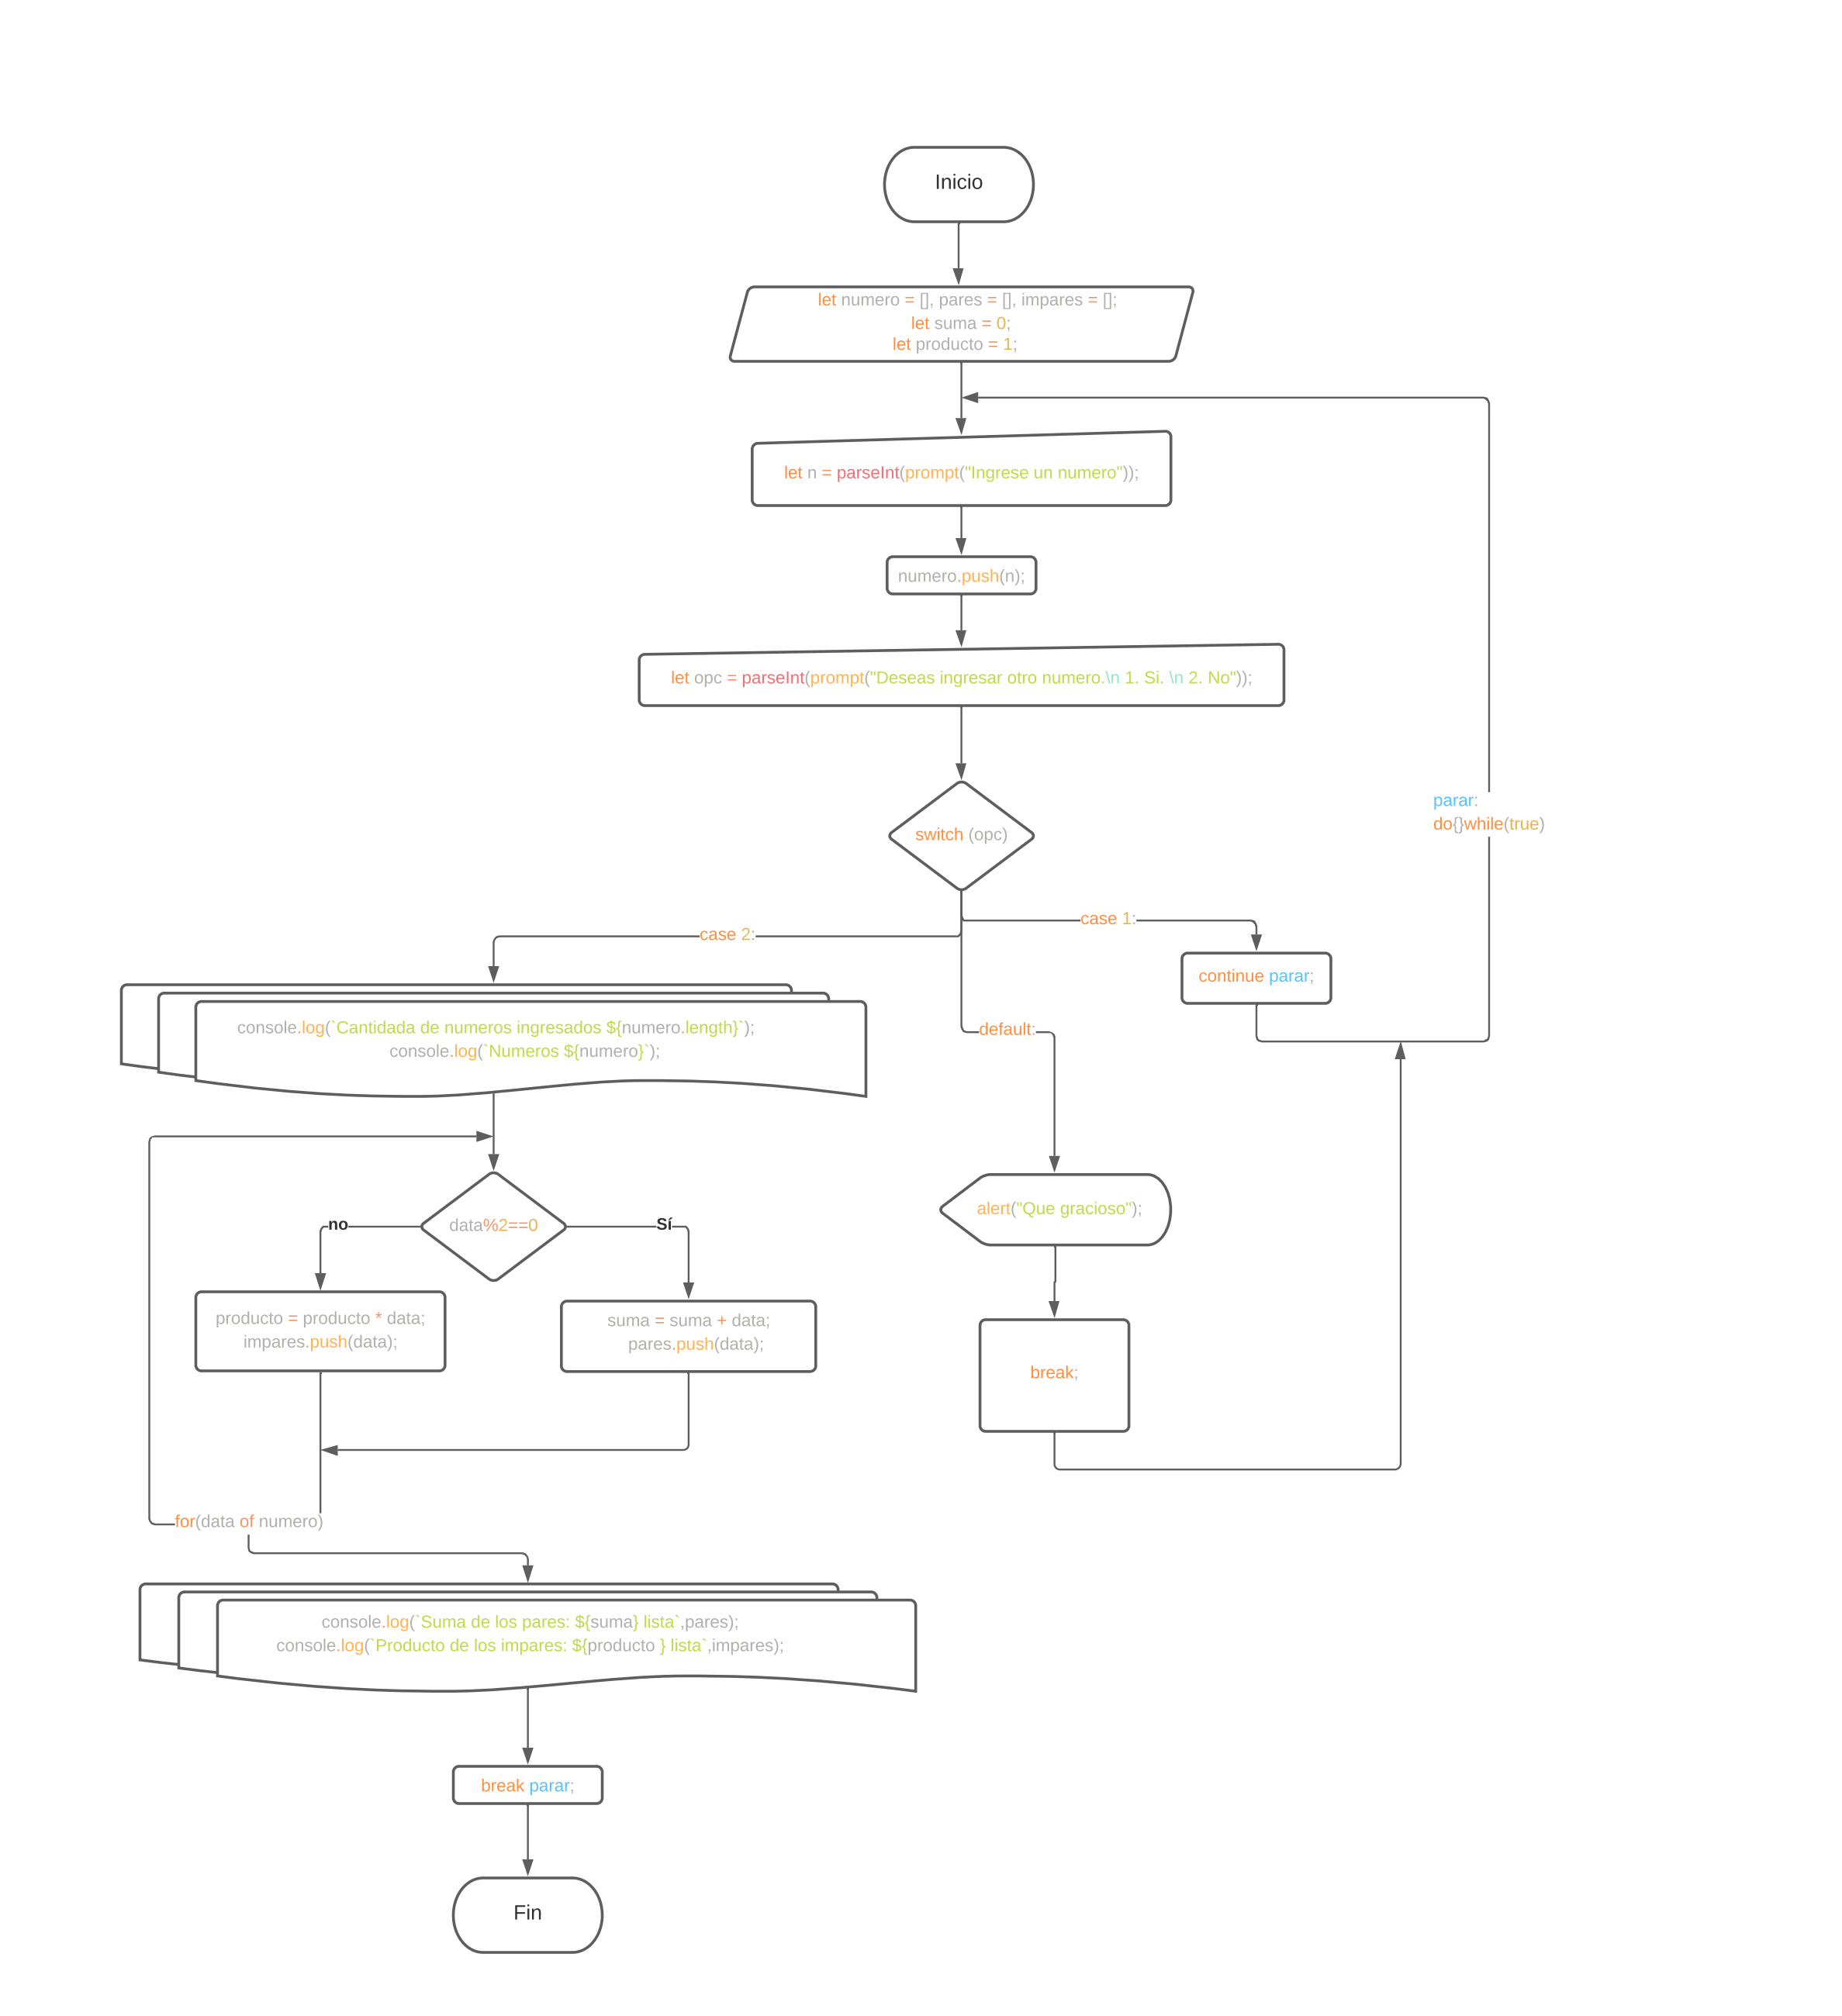 Inicio
let numero = [], pares = [], impares = [];
let suma = 0;
let producto = 1;
let n = parseInt(prompt("Ingrese un numero"));
numero.push(n);
let opc = parseInt(prompt("Deseas ingresar otro numero.\n 1. Si. \n 2. No"));
parar:
do{}while(true)
switch (opc)
case 1:
case 2:
continue parar;
console.log(`Cantidada de numeros ingresados ${numero.length}`);
console.log(`Numeros ${numero}`);
default:
no
data%2==0
Sí
alert("Que gracioso");
producto = producto * data;
impares.push(data);
suma = suma + data;
pares.push(data);
break;
for(data of numero)
console.log(`Suma de los pares: ${suma} lista`,pares);
console.log(`Producto de los impares: ${producto } lista`,impares);
break parar;
Fin